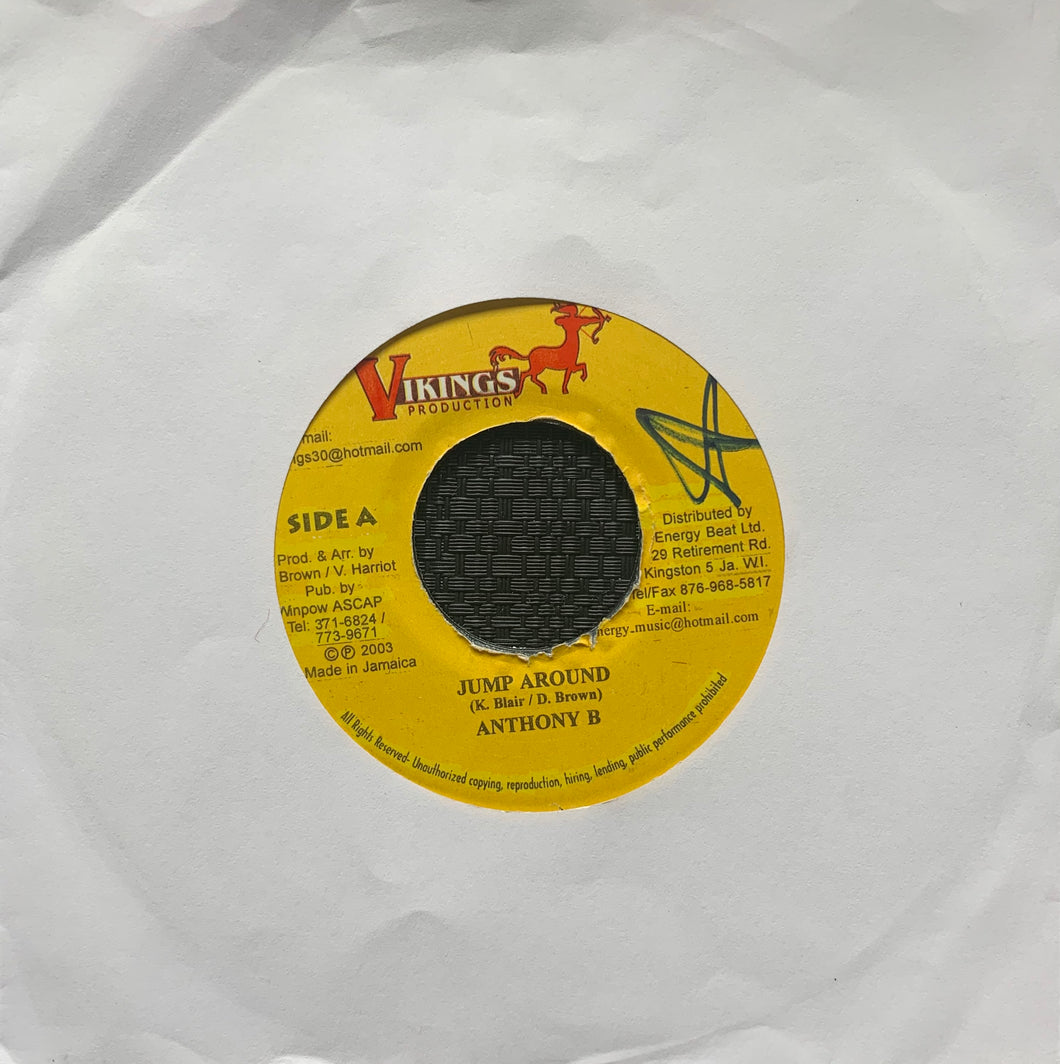 VIKINGS
PRODUCTION
mail:
gs30@hotmail.com
SIDE A
Prod. & Arr. by
Brown / V. Harriot
Pub. by
Winpow ASCAP
Tel: 371-6824 /
773-9671
©℗ 2003
Made in Jamaica
Distributed by
Energy Beat Ltd.
29 Retirement Rd.
Kingston 5 Ja. W.I.
Tel/Fax 876-968-5817
E-mail:
nergy_music@hotmail.com
JUMP AROUND
(K. Blair / D. Brown)
ANTHONY B
All Rights Reserved- Unauthorized copying, reproduction, hiring, lending, public performance prohibited